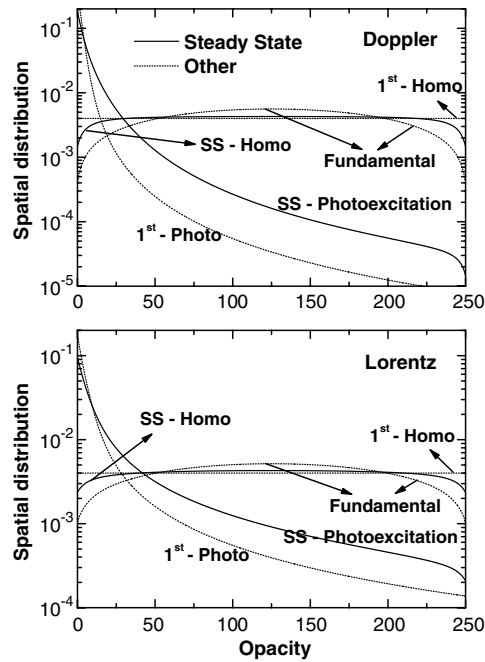 Steady State
Other
Doppler
1st - Homo
SS - Homo
Fundamental
SS - Photoexcitation
1st - Photo
Spatial distribution
10-1
10-2
10-3
10-4
10-5
0 50 100 150 200 250
Lorentz
SS - Homo
1st - Homo
Fundamental
SS - Photoexcitation
1st - Photo
Spatial distribution
10-1
10-2
10-3
10-4
0 50 100 150 200 250
Opacity